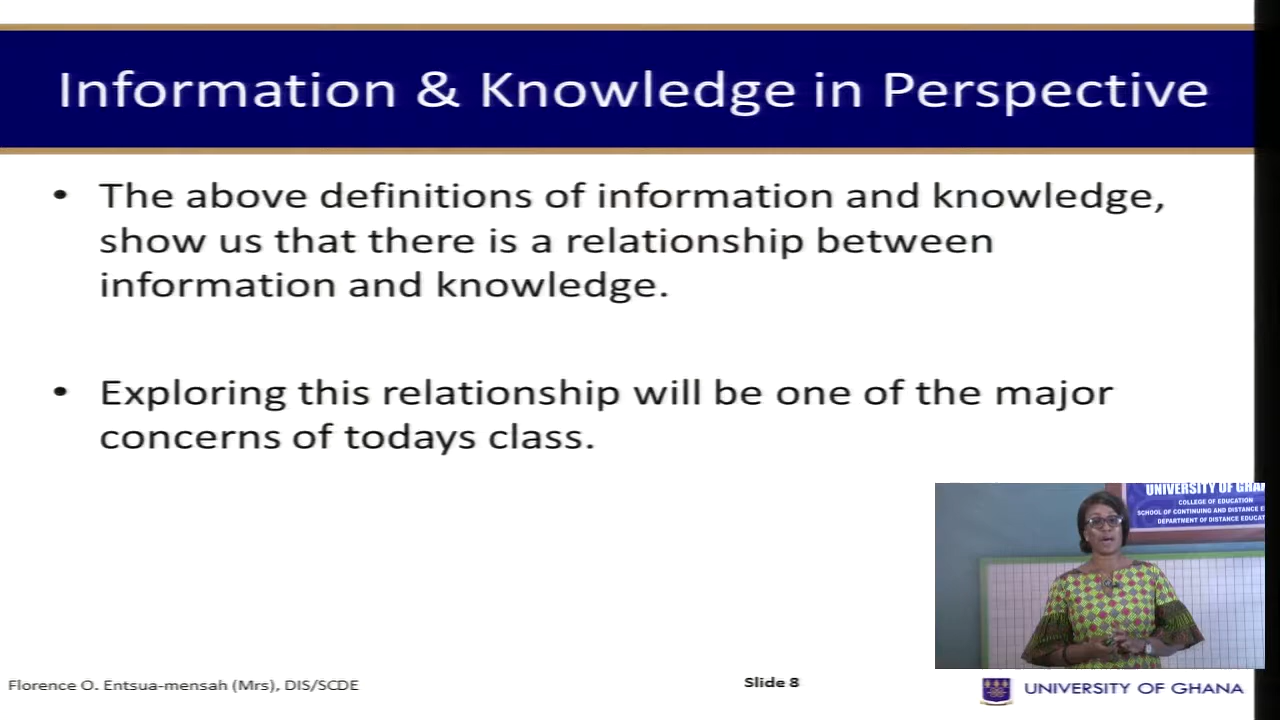 Information & Knowledge in Perspective
• The above definitions of information and knowledge,
show us that there is a relationship between
information and knowledge.
• Exploring this relationship will be one of the major
concerns of todays class.
UNIVERSITY OF
COLLEGE OF EDUCATION
SCHOOL OF CONTINUING AND DISTANCE
DEPARTMENT OF DISTANCE
Florence O. Entsua-mensah (Mrs), DIS/SCDE
Slide 8
UNIVERSITY OF GHANA